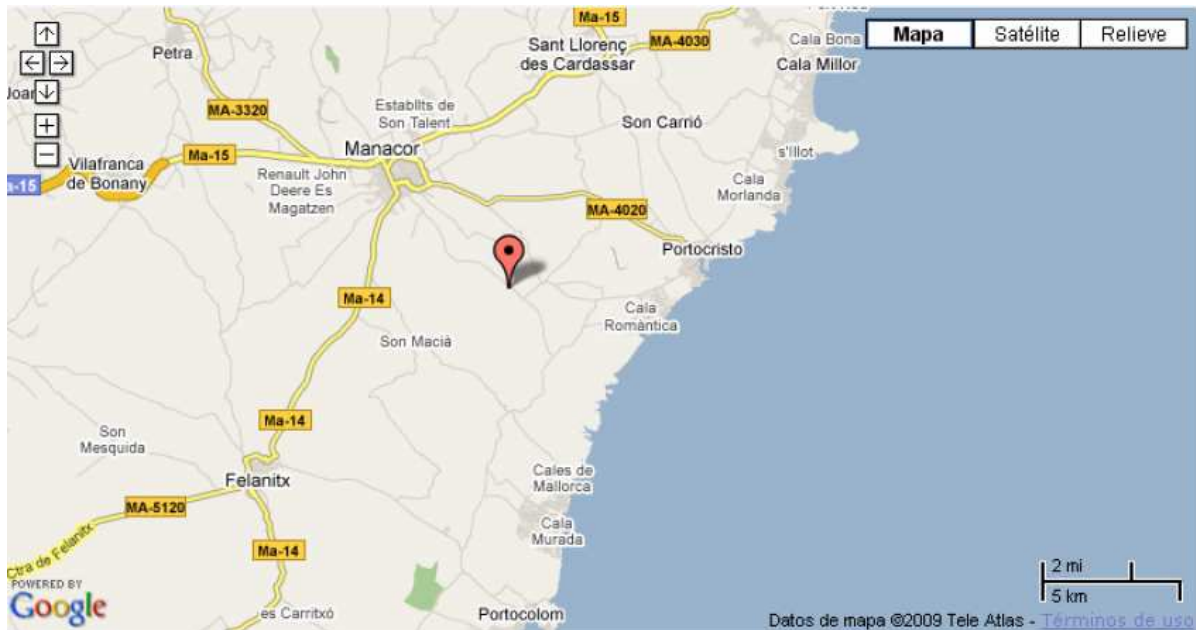 Ma-15
Petra
Sant Llorenç
des Cardassar
MA-4030
Cala Bona
Cala Millor
Mapa
Satélite
Relieve
MA-3320
Establits de
Son Talent
Son Carrió
Manacor
s'Illot
Ma-15
Vilafranca
de Bonany
Renault John
Deere Es
Magatzen
Cala
Morlanda
MA-4020
Portocristo
Ma-14
Cala
Romàntica
Son Macià
Ma-14
Son
Mesquida
Felanitx
Cales de
Mallorca
MA-5120
Cala
Murada
Ma-14
Ctra de Felanitx
2 mi
5 km
POWERED BY
Google
es Carritxó
Portocolom
Datos de mapa ©2009 Tele Atlas - Términos de uso